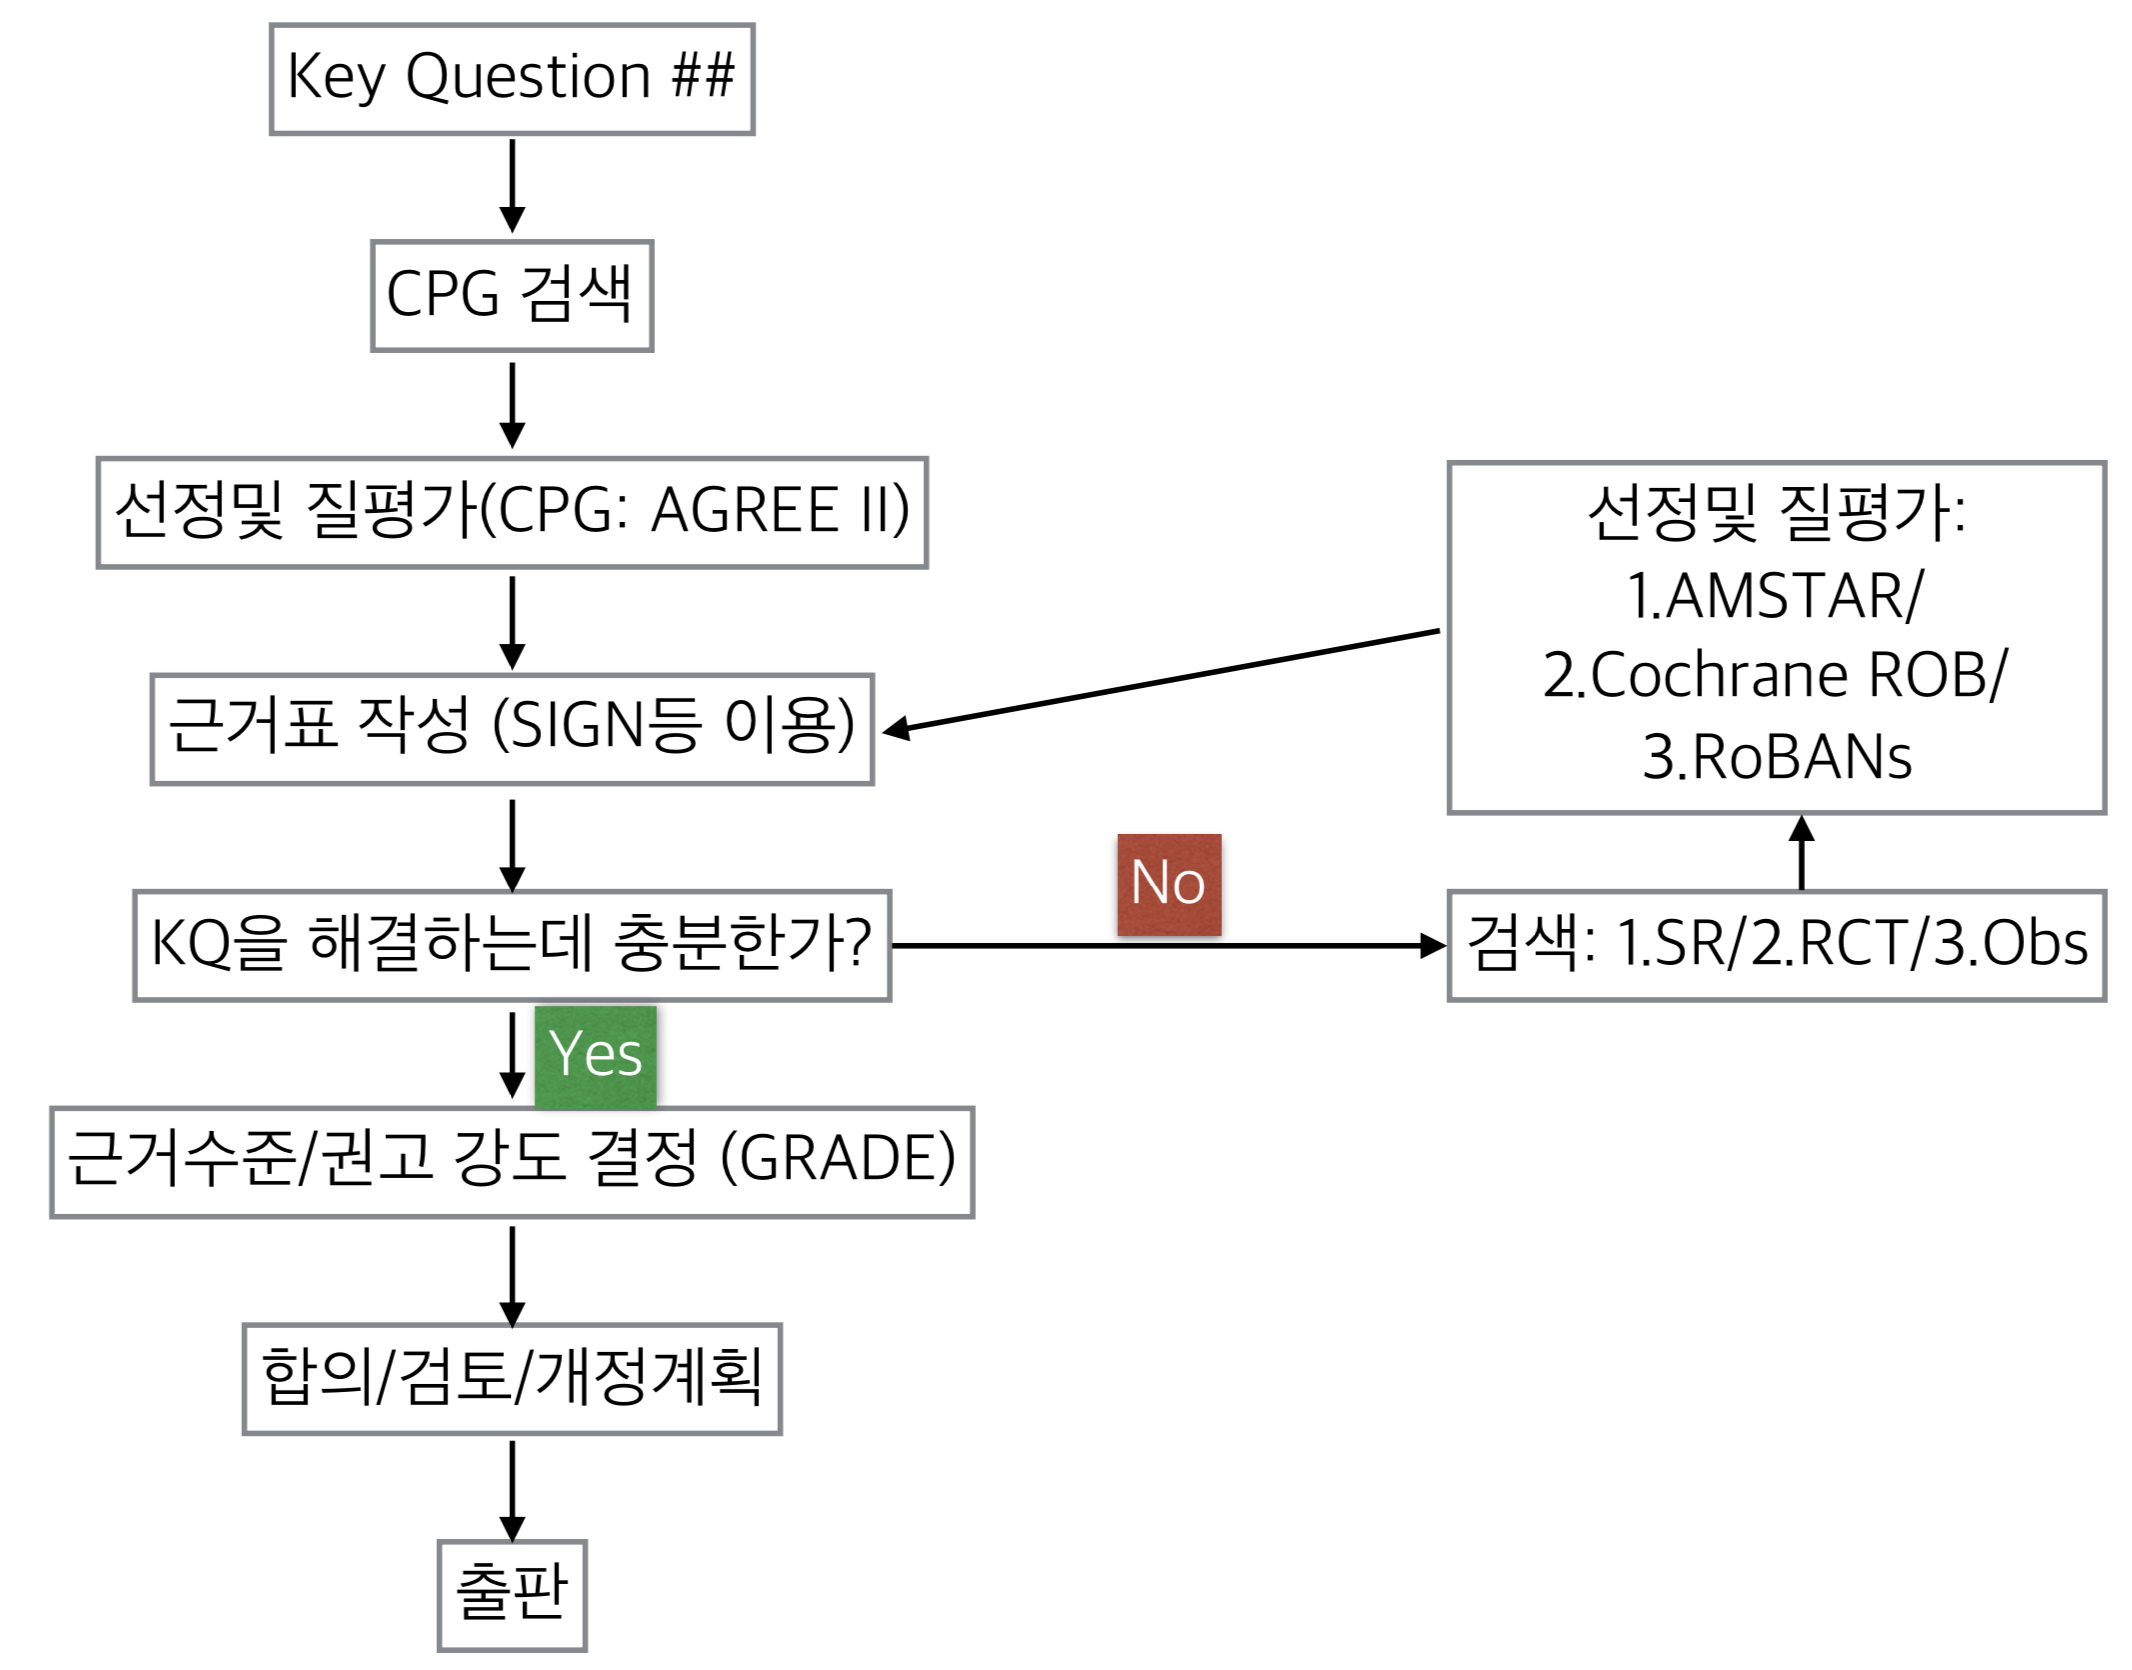 Key Question ##
CPG 검색
선정및 질평가(CPG: AGREE II)
근거표 작성 (SIGN등 이용)
KQ을 해결하는데 충분한가?
No
검색: 1.SR/2.RCT/3.Obs
선정및 질평가:
1.AMSTAR/
2.Cochrane ROB/
3.RoBANs
Yes
근거수준/권고 강도 결정 (GRADE)
합의/검토/개정계획
출판